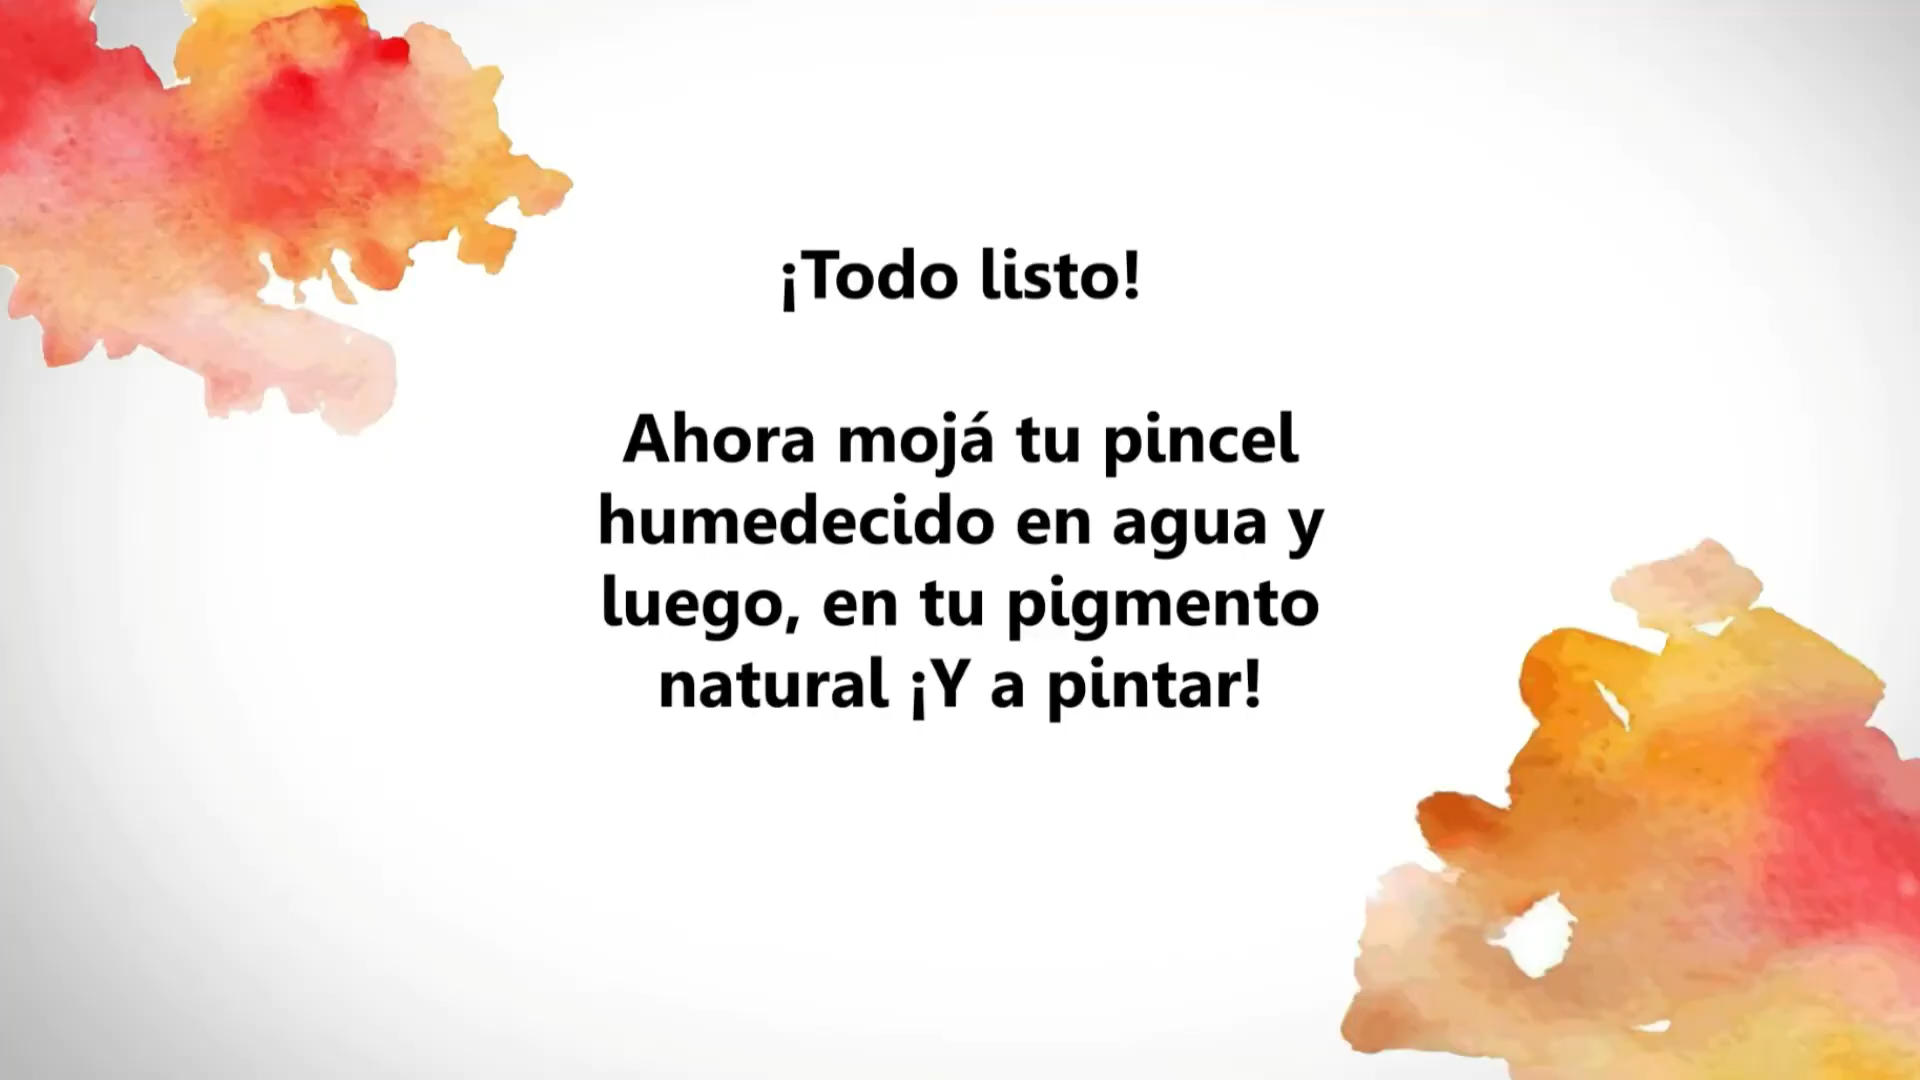 ¡Todo listo!
Ahora mojá tu pincel
humedecido en agua y
luego, en tu pigmento
natural ¡Y a pintar!